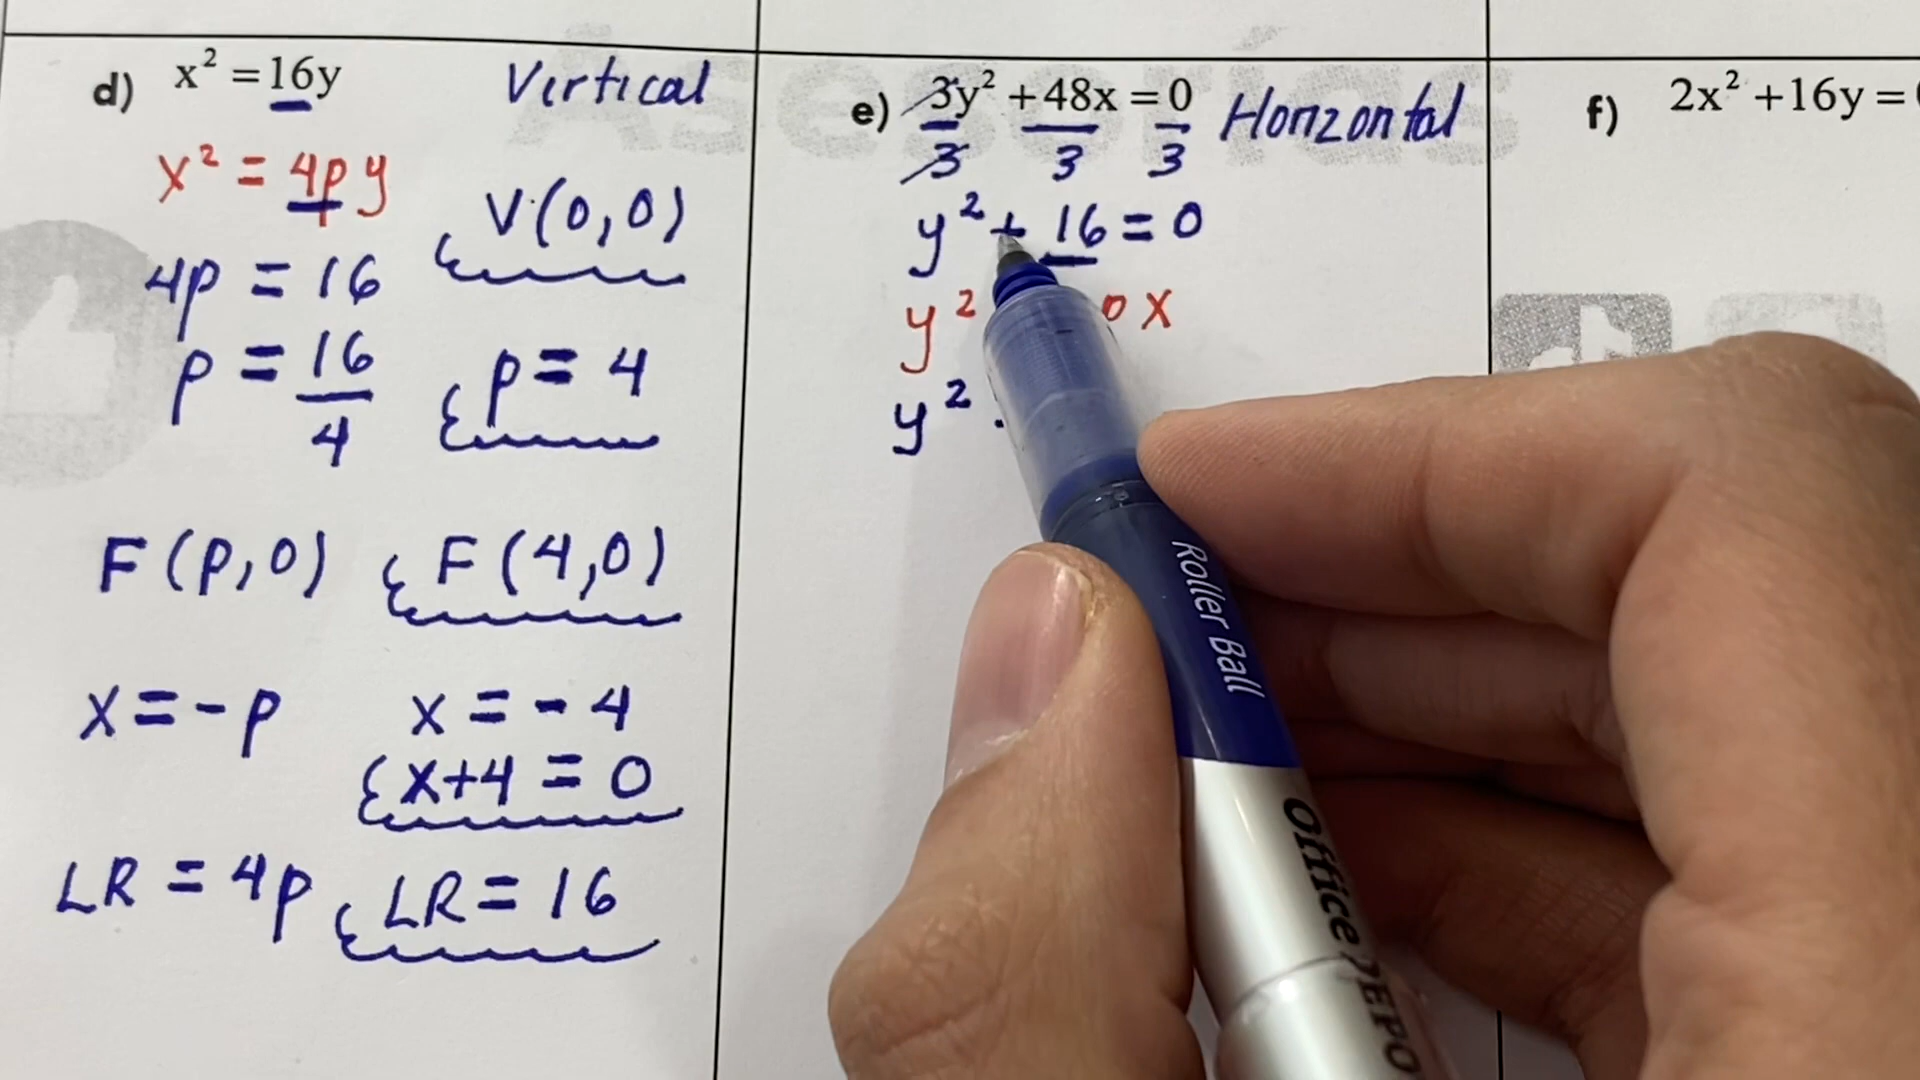 d) x² = 16y Vertical
x² = 4py
V(0,0)
4p = 16
p = 16/4
p = 4
F(p,0) F(4,0)
x = -p x = -4
x+4 = 0
LR = 4p LR = 16
e) 3y² +48x = 0 Horizontal
3 3 3
y² + 16 = 0
y² x
y²
f) 2x² +16y =
Asesorías
Roller Ball
Office DEPO